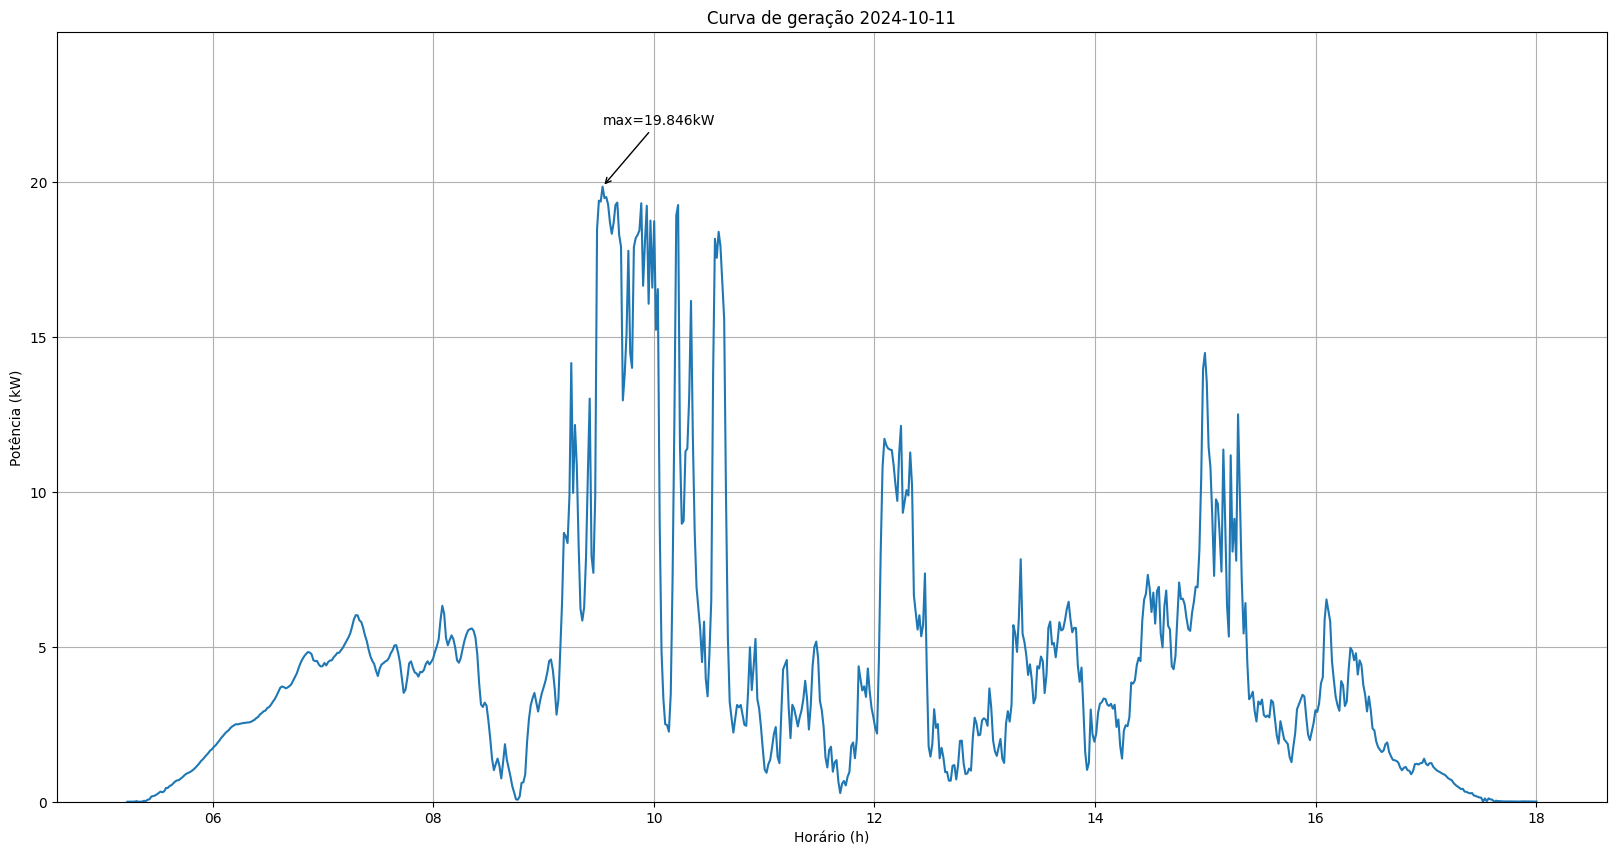 Curva de geração 2024-10-11
max=19.846kW
Potência (kW)
20
15
10
5
0
06 08 10 12 14 16 18
Horário (h)